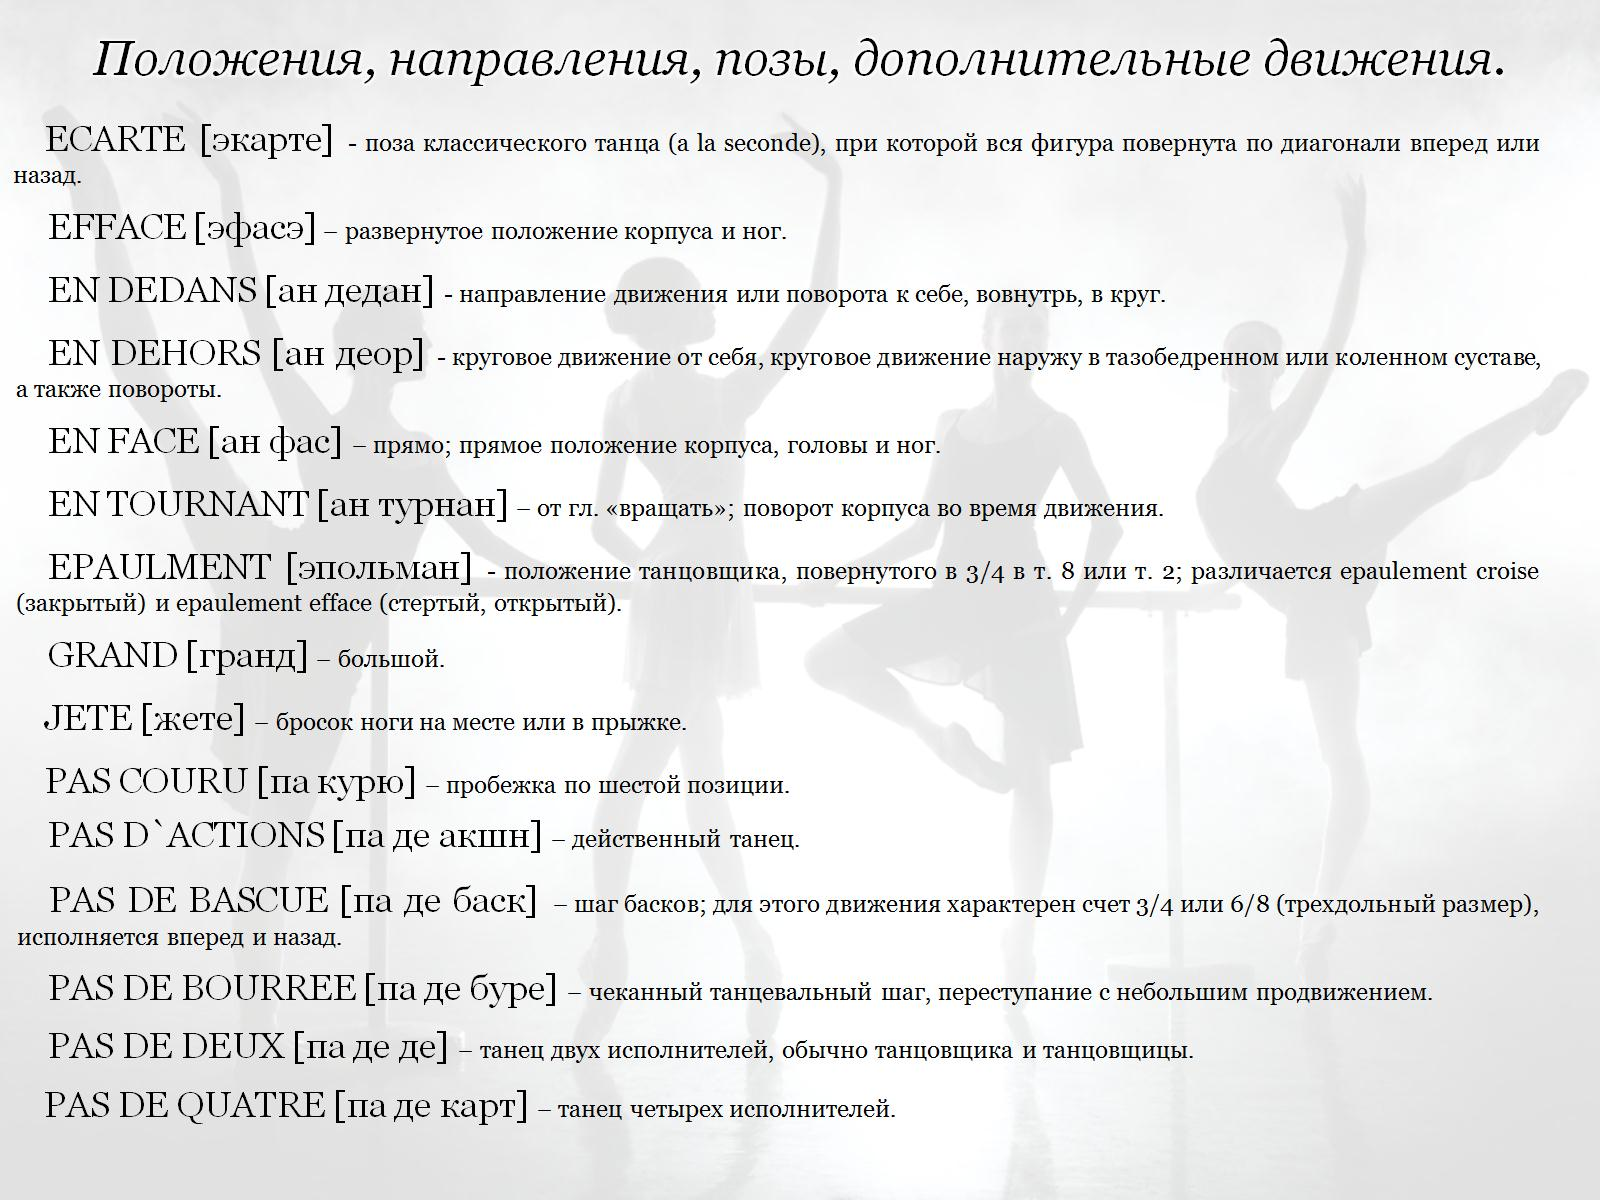 Положения, направления, позы, дополнительные движения.
ECARTE [экарте] - поза классического танца (a la seconde), при которой вся фигура повернута по диагонали вперед или
назад.
EFFACE [эфасэ] – развернутое положение корпуса и ног.
EN DEDANS [ан дедан] - направление движения или поворота к себе, вовнутрь, в круг.
EN DEHORS [ан деор] - круговое движение от себя, круговое движение наружу в тазобедренном или коленном суставе,
а также повороты.
EN FACE [ан фас] – прямо; прямое положение корпуса, головы и ног.
EN TOURNANT [ан турнан] – от гл. «вращать»; поворот корпуса во время движения.
EPAULMENT [эпольман] - положение танцовщика, повернутого в 3/4 в т. 8 или т. 2; различается epaulement croise
(закрытый) и epaulement efface (стертый, открытый).
GRAND [гранд] – большой.
JETE [жете] – бросок ноги на месте или в прыжке.
PAS COURU [па курю] – пробежка по шестой позиции.
PAS D`ACTIONS [па де акшн] – действенный танец.
PAS DE BASCUE [па де баск] – шаг басков; для этого движения характерен счет 3/4 или 6/8 (трехдольный размер),
исполняется вперед и назад.
PAS DE BOURREE [па де буре] – чеканный танцевальный шаг, переступание с небольшим продвижением.
PAS DE DEUX [па де де] – танец двух исполнителей, обычно танцовщика и танцовщицы.
PAS DE QUATRE [па де карт] – танец четырех исполнителей.